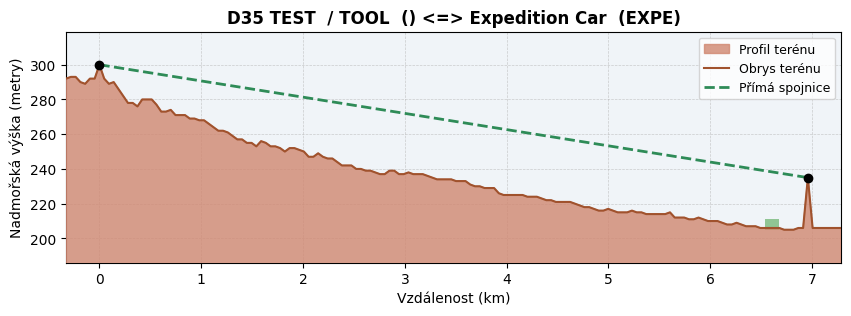 D35 TEST  / TOOL  () <=> Expedition Car  (EXPE)
Profil terénu
Obrys terénu
Přímá spojnice
Nadmořská výška (metry)
300
280
260
240
220
200
0 1 2 3 4 5 6 7
Vzdálenost (km)